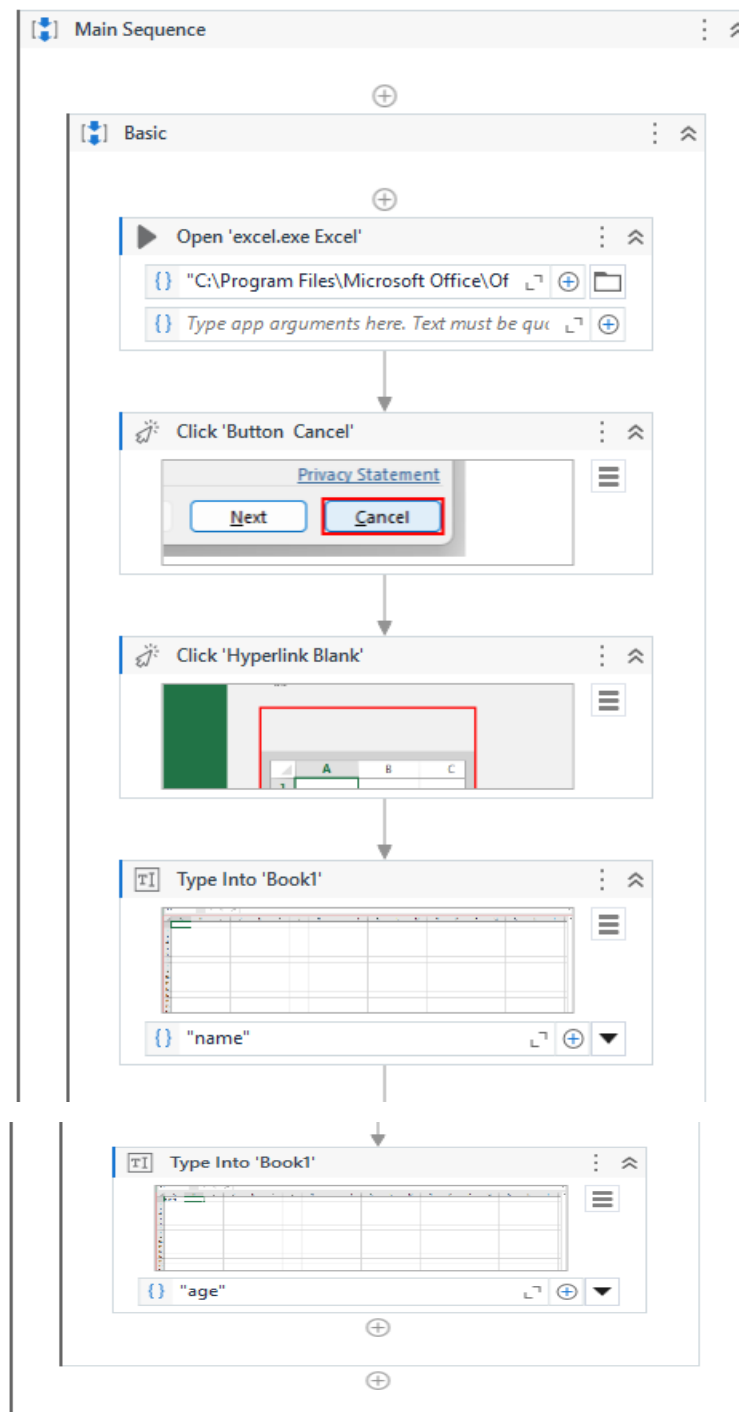 Main Sequence
Basic
Open 'excel.exe Excel'
{} "C:\Program Files\Microsoft Office\Of
{} Type app arguments here. Text must be quo
Click 'Button  Cancel'
Privacy Statement
Next Cancel
Click 'Hyperlink Blank'
A B C
1
Type Into 'Book1'
{} "name"
Type Into 'Book1'
{} "age"